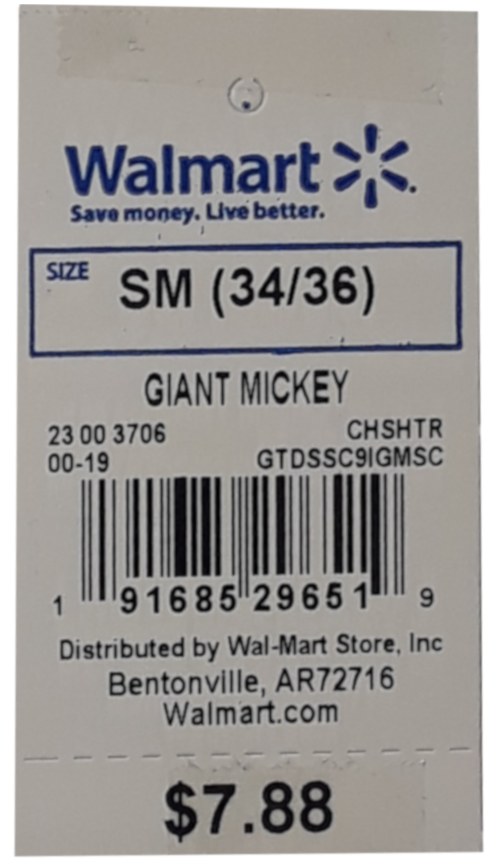 Walmart
Save money. Live better.
SIZE SM (34/36)
GIANT MICKEY
23 00 3706 CHSHTR
00-19 GTDSSC9IGMSC
1 91685 29651 9
Distributed by Wal-Mart Store, Inc
Bentonville, AR72716
Walmart.com
$7.88